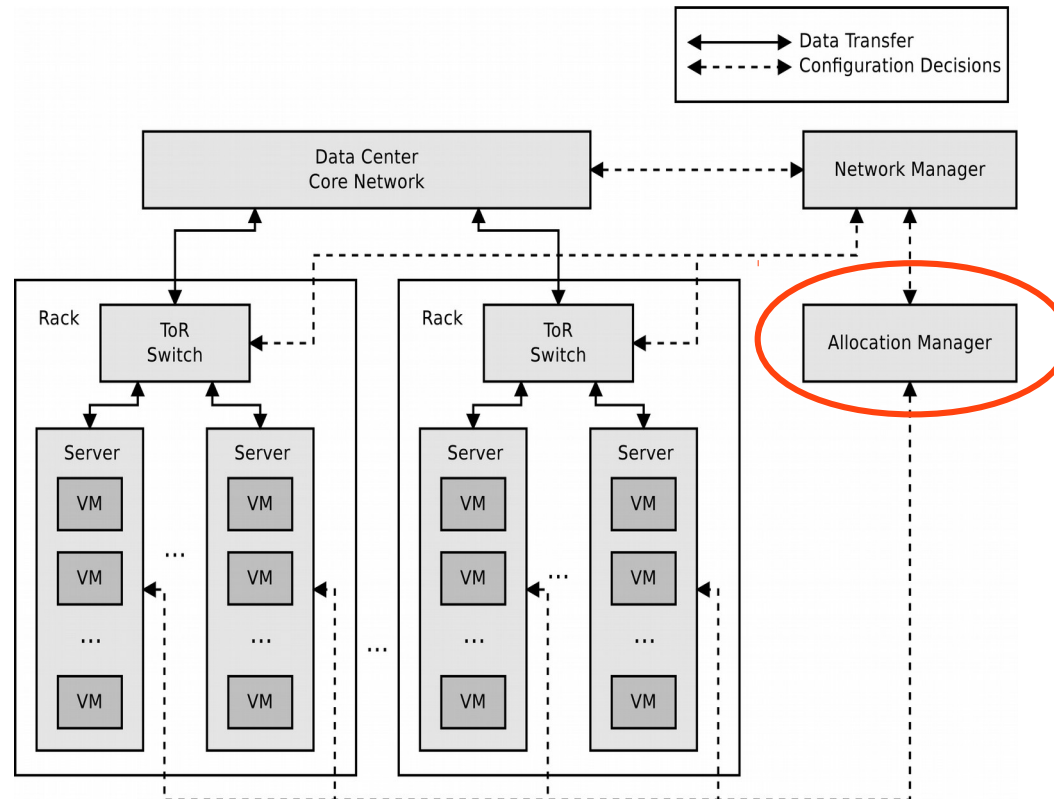 Data Transfer
Configuration Decisions
Data Center
Core Network
Network Manager
Rack
ToR
Switch
Rack
ToR
Switch
Allocation Manager
Server
Server
Server
Server
VM
VM
VM
VM
...
...
VM
VM
VM
VM
...
...
...
...
...
VM
VM
VM
VM